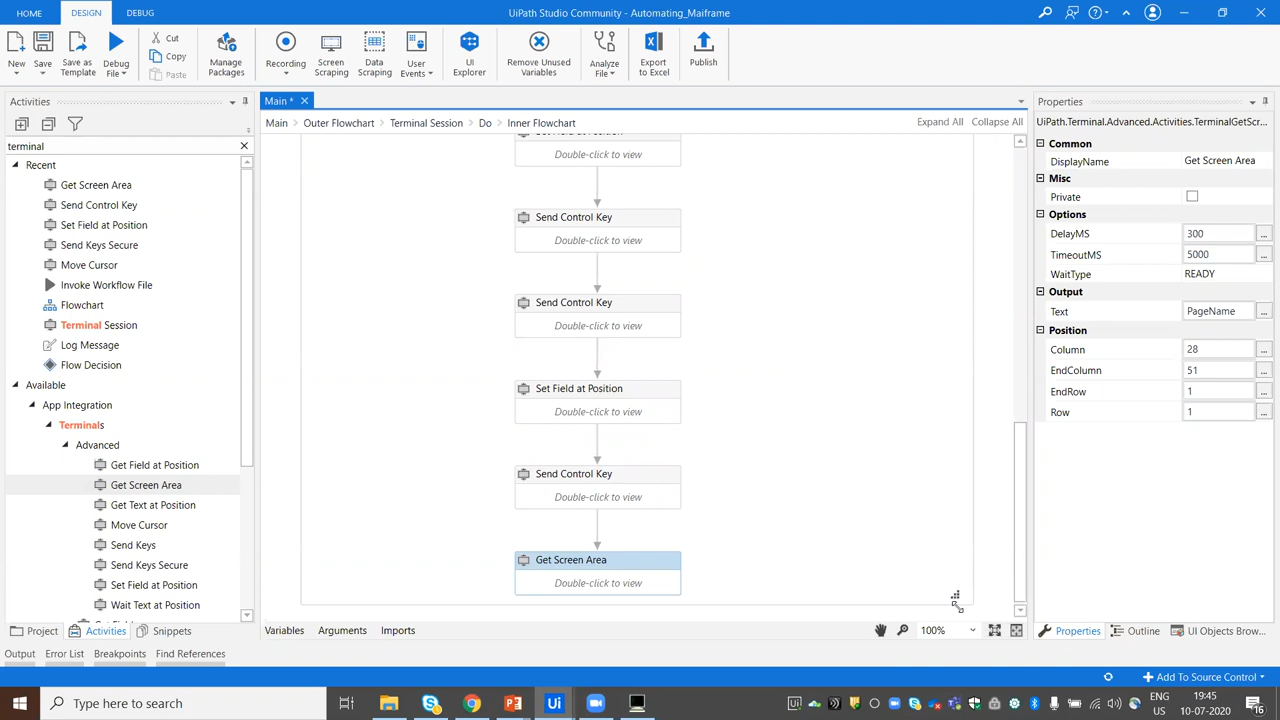 HOME
DESIGN
DEBUG
UiPath Studio Community - Automating_Maiframe
New
Save
Save as
Template
Debug
File
Cut
Copy
Paste
Manage
Packages
Recording
Screen
Scraping
Data
Scraping
User
Events
UI
Explorer
Remove Unused
Variables
Analyze
File
Export
to Excel
Publish
Activities
terminal
Recent
Get Screen Area
Send Control Key
Set Field at Position
Send Keys Secure
Move Cursor
Invoke Workflow File
Flowchart
Terminal Session
Log Message
Flow Decision
Available
App Integration
Terminals
Advanced
Get Field at Position
Get Screen Area
Get Text at Position
Move Cursor
Send Keys
Send Keys Secure
Set Field at Position
Wait Text at Position
Project
Activities
Snippets
Main *
Main
Outer Flowchart
Terminal Session
Do
Inner Flowchart
Expand All
Collapse All
Double-click to view
Send Control Key
Double-click to view
Send Control Key
Double-click to view
Set Field at Position
Double-click to view
Send Control Key
Double-click to view
Get Screen Area
Double-click to view
Variables
Arguments
Imports
100%
Properties
UiPath.Terminal.Advanced.Activities.TerminalGetScr...
Common
DisplayName
Get Screen Area
Misc
Private
Options
DelayMS
300
...
TimeoutMS
5000
...
WaitType
READY
Output
Text
PageName
...
Position
Column
28
...
EndColumn
51
...
EndRow
1
...
Row
1
...
Properties
Outline
UI Objects Brow...
Output
Error List
Breakpoints
Find References
Add To Source Control
Type here to search
ENG
US
19:45
10-07-2020
16